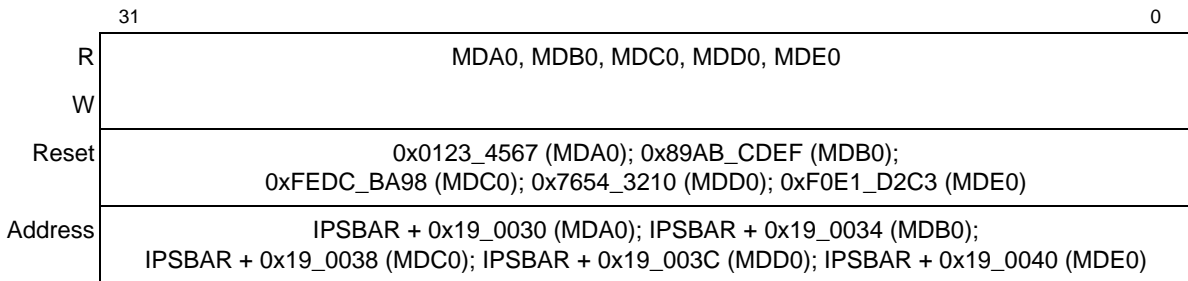 31 0
R MDA0, MDB0, MDC0, MDD0, MDE0
W
Reset 0x0123_4567 (MDA0); 0x89AB_CDEF (MDB0);
0xFEDC_BA98 (MDC0); 0x7654_3210 (MDD0); 0xF0E1_D2C3 (MDE0)
Address IPSBAR + 0x19_0030 (MDA0); IPSBAR + 0x19_0034 (MDB0);
IPSBAR + 0x19_0038 (MDC0); IPSBAR + 0x19_003C (MDD0); IPSBAR + 0x19_0040 (MDE0)